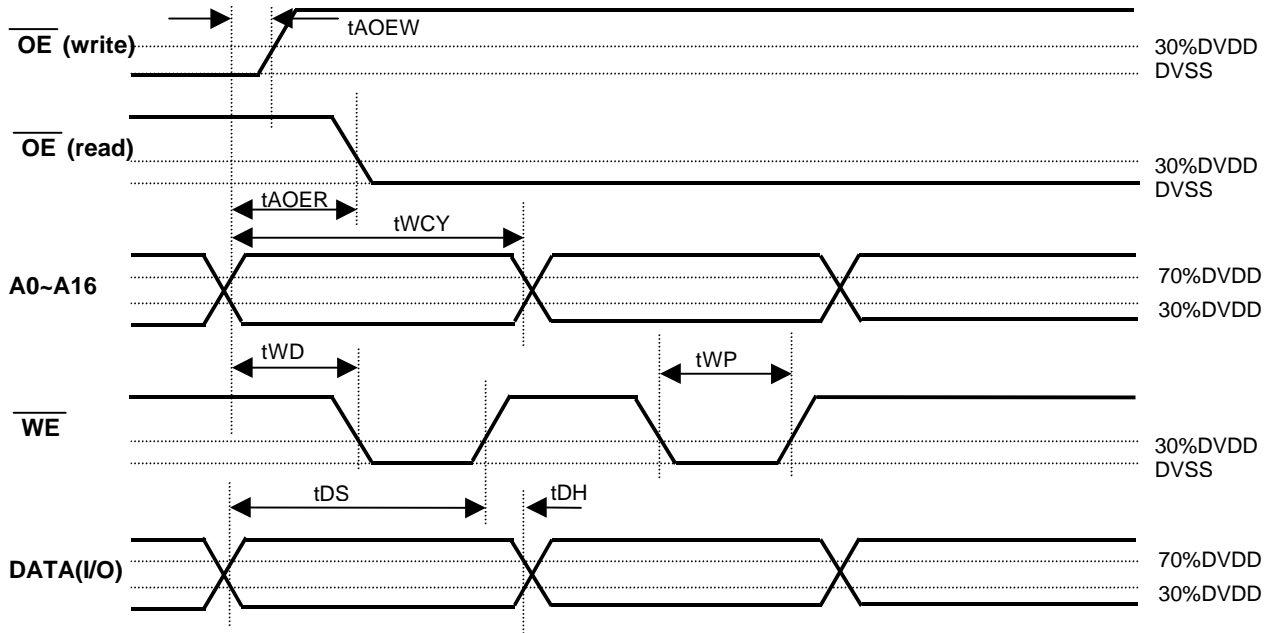 tAOEW
OE (write)
30%DVDD
DVSS
OE (read)
30%DVDD
DVSS
tAOER
tWCY
A0~A16
70%DVDD
30%DVDD
tWD
tWP
WE
30%DVDD
DVSS
tDS
tDH
DATA(I/O)
70%DVDD
30%DVDD